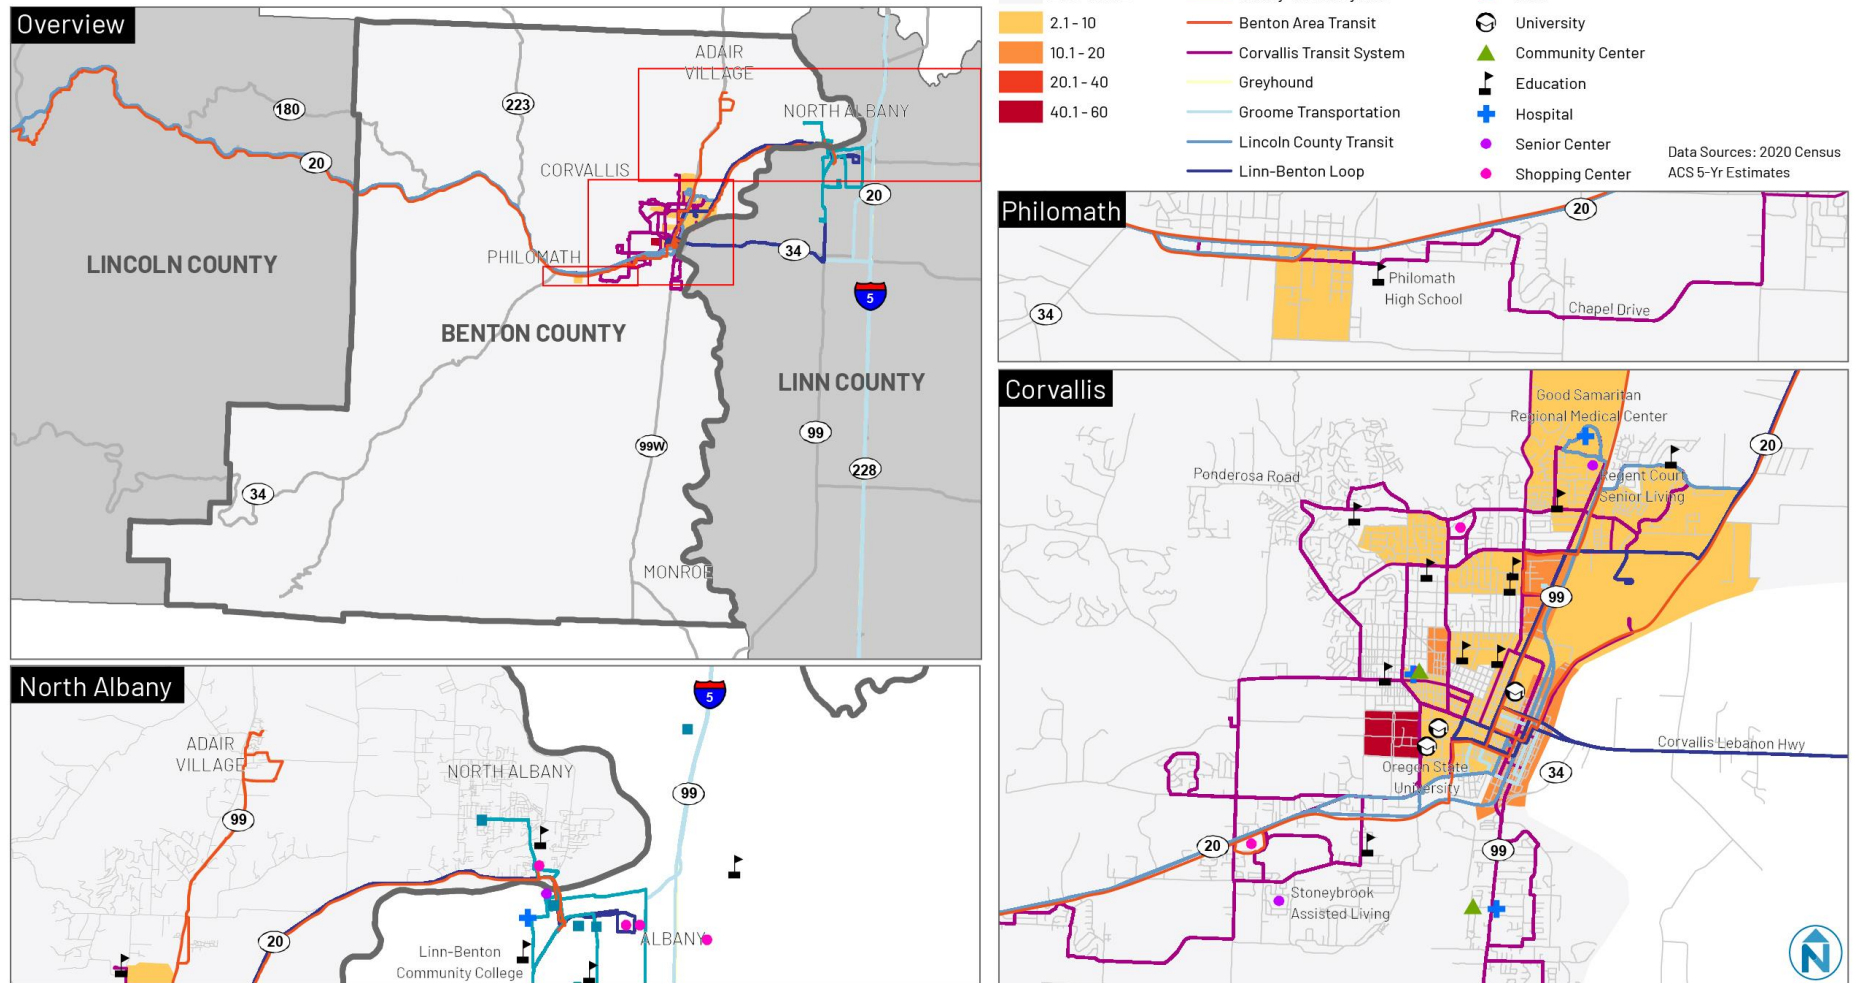 Overview
ADAIR
VILLAGE
NORTH ALBANY
180
223
20
CORVALLIS
20
34
PHILOMATH
LINCOLN COUNTY
5
BENTON COUNTY
LINN COUNTY
99W
99
228
34
MONROE
2.1 - 10
10.1 - 20
20.1 - 40
40.1 - 60
Benton Area Transit
Corvallis Transit System
Greyhound
Groome Transportation
Lincoln County Transit
Linn-Benton Loop
University
Community Center
Education
Hospital
Senior Center
Shopping Center
Data Sources: 2020 Census
ACS 5-Yr Estimates
Philomath
20
Philomath
High School
Chapel Drive
34
Corvallis
Good Samaritan
Regional Medical Center
20
Ponderosa Road
Regent Court
Senior Living
99
Corvallis Lebanon Hwy
Oregon State
University
34
20
99
Stoneybrook
Assisted Living
N
North Albany
5
ADAIR
VILLAGE
NORTH ALBANY
99
99
20
ALBANY
Linn-Benton
Community College